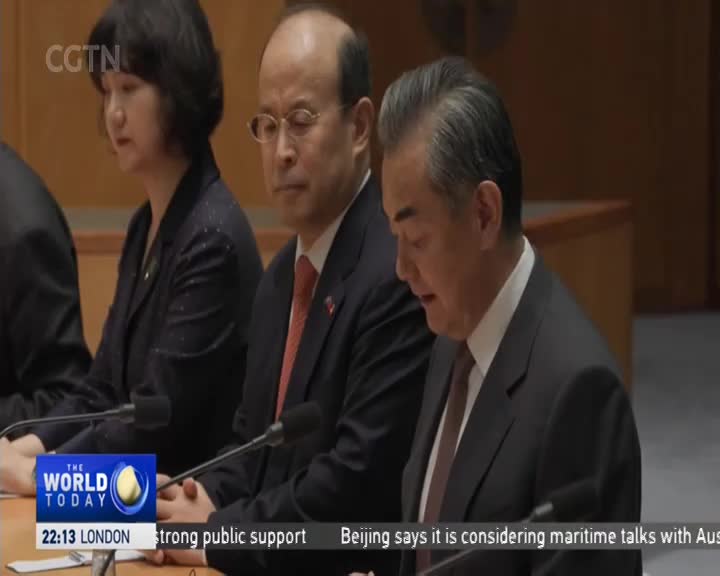 CGTN
THE
WORLD
TODAY
22:13 LONDON
strong public support Beijing says it is considering maritime talks with Aus